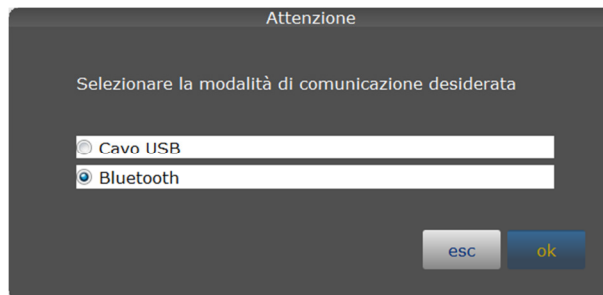 Attenzione
Selezionare la modalità di comunicazione desiderata
Cavo USB
Bluetooth
esc ok